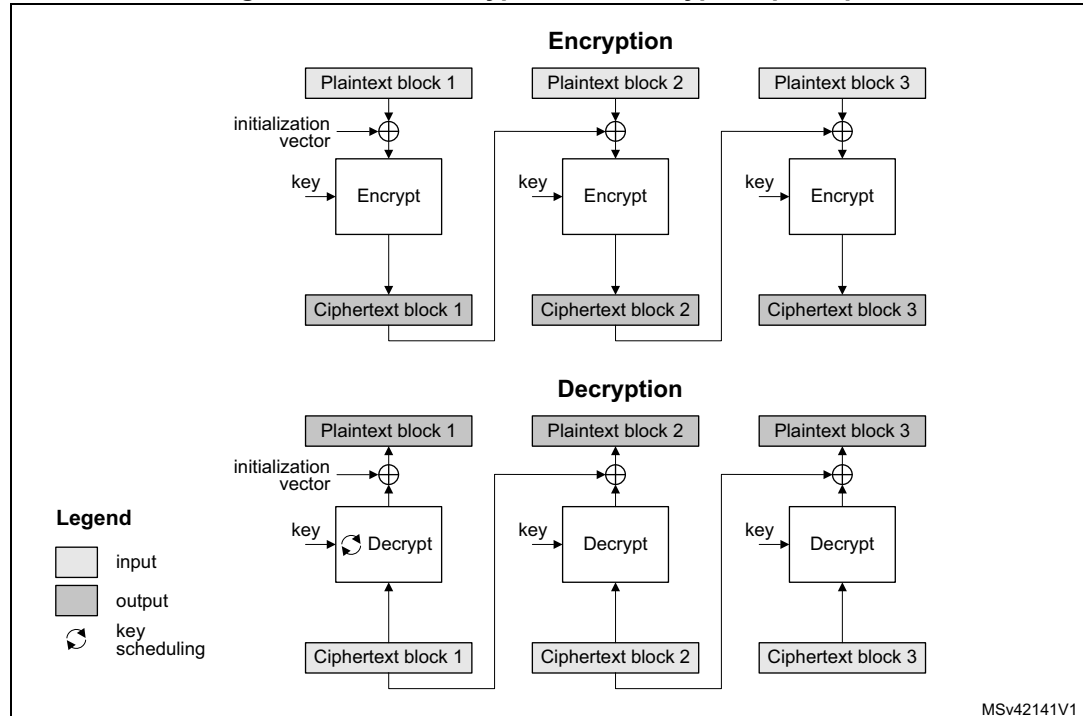 Encryption
Plaintext block 1 Plaintext block 2 Plaintext block 3
initialization
vector
key key key
Encrypt Encrypt Encrypt
Ciphertext block 1 Ciphertext block 2 Ciphertext block 3
Decryption
Plaintext block 1 Plaintext block 2 Plaintext block 3
initialization
vector
key key key
Decrypt Decrypt Decrypt
Legend
input
output
key
scheduling
Ciphertext block 1 Ciphertext block 2 Ciphertext block 3
MSv42141V1